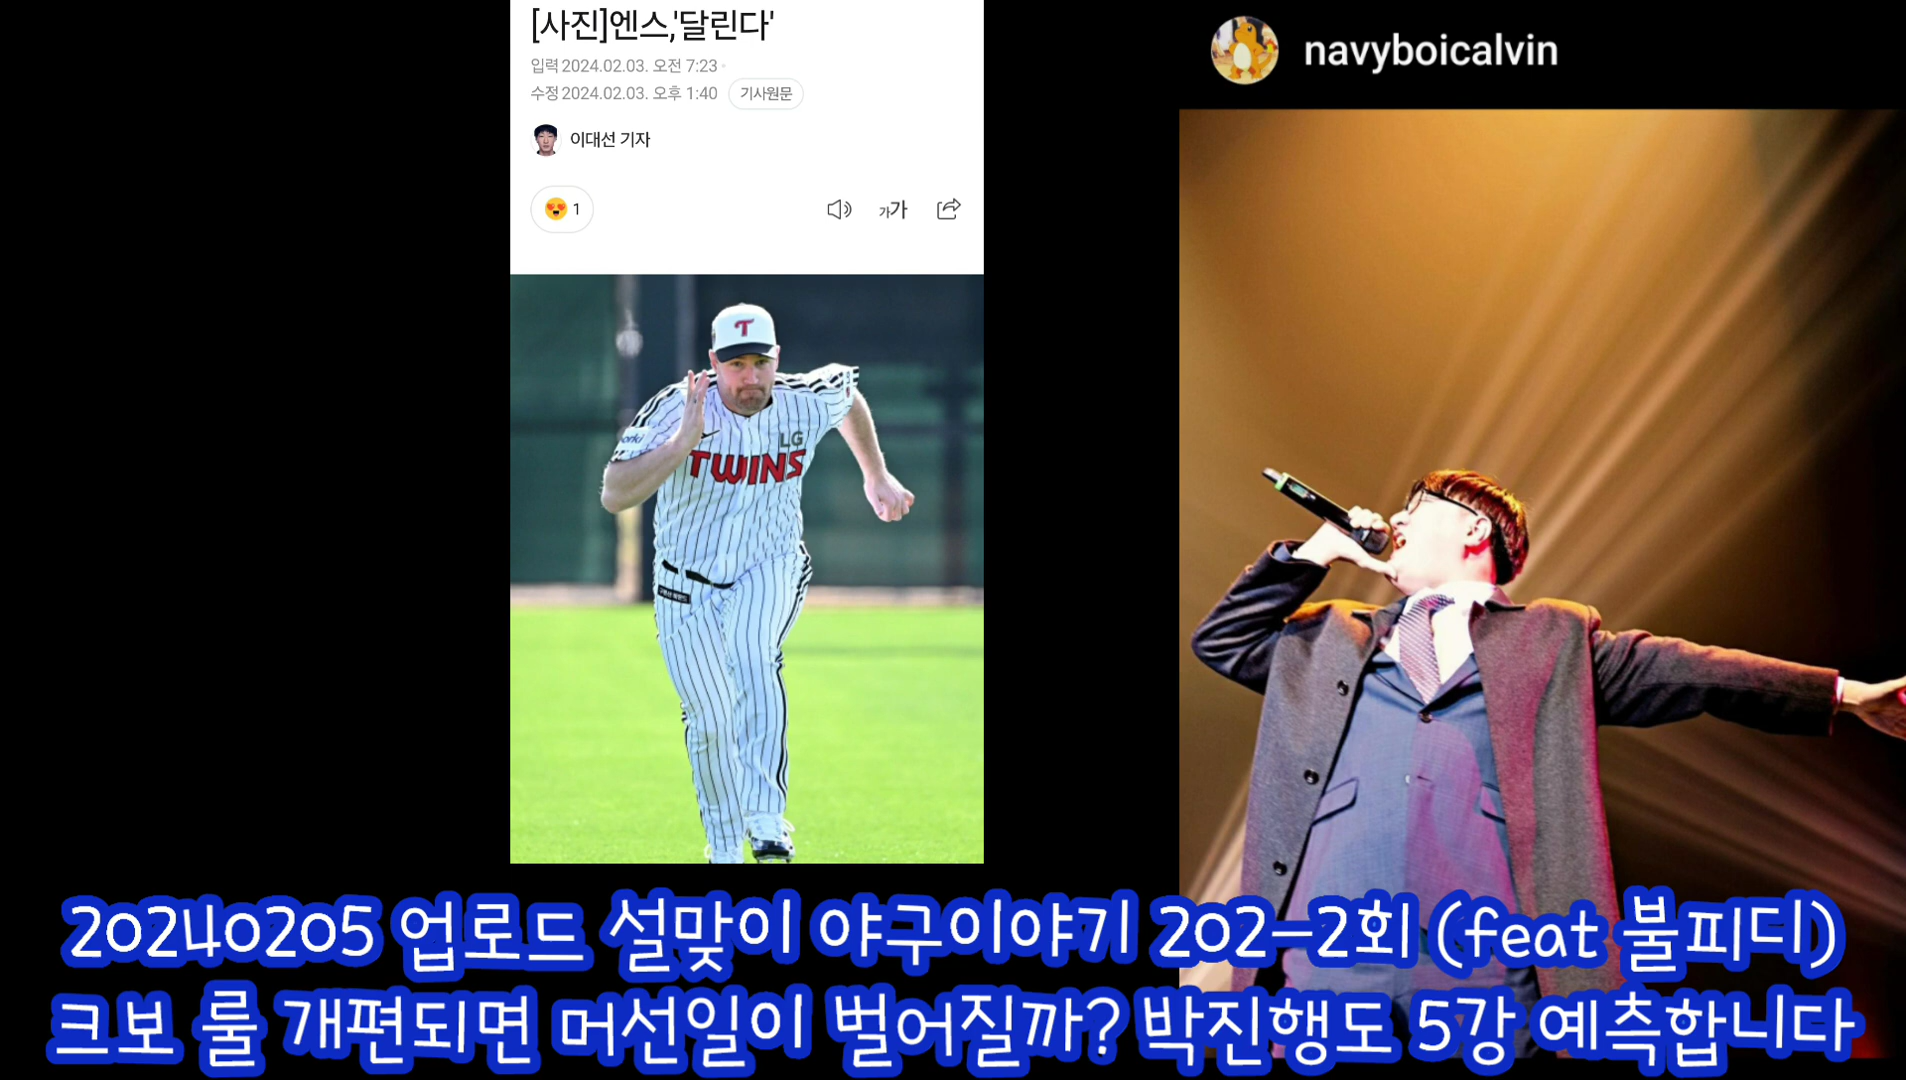 [사진]엔스,'달린다'
입력 2024.02.03. 오전 7:23
수정 2024.02.03. 오후 1:40 기사원문
이대선 기자
1
가가
navyboicalvin
T
LG
TWINS
20240205 업로드 설맞이 야구이야기 202-2회 (feat 불피디)
크보 룰 개편되면 머선일이 벌어질까? 박진행도 5강 예측합니다